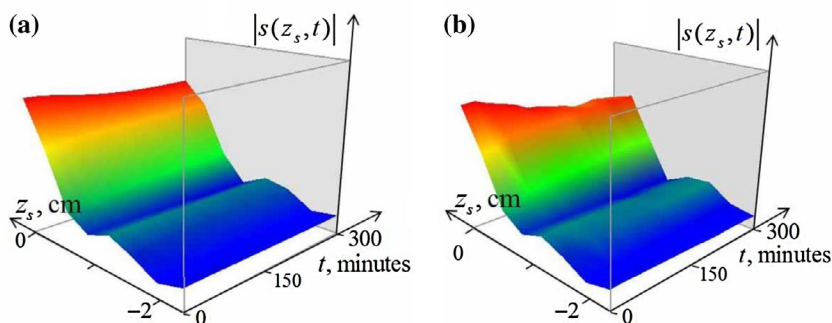 (a)
|s(z_s,t)|
z_s, cm
0
−2
0
150
300
t, minutes
(b)
|s(z_s,t)|
z_s, cm
0
−2
0
150
300
t, minutes